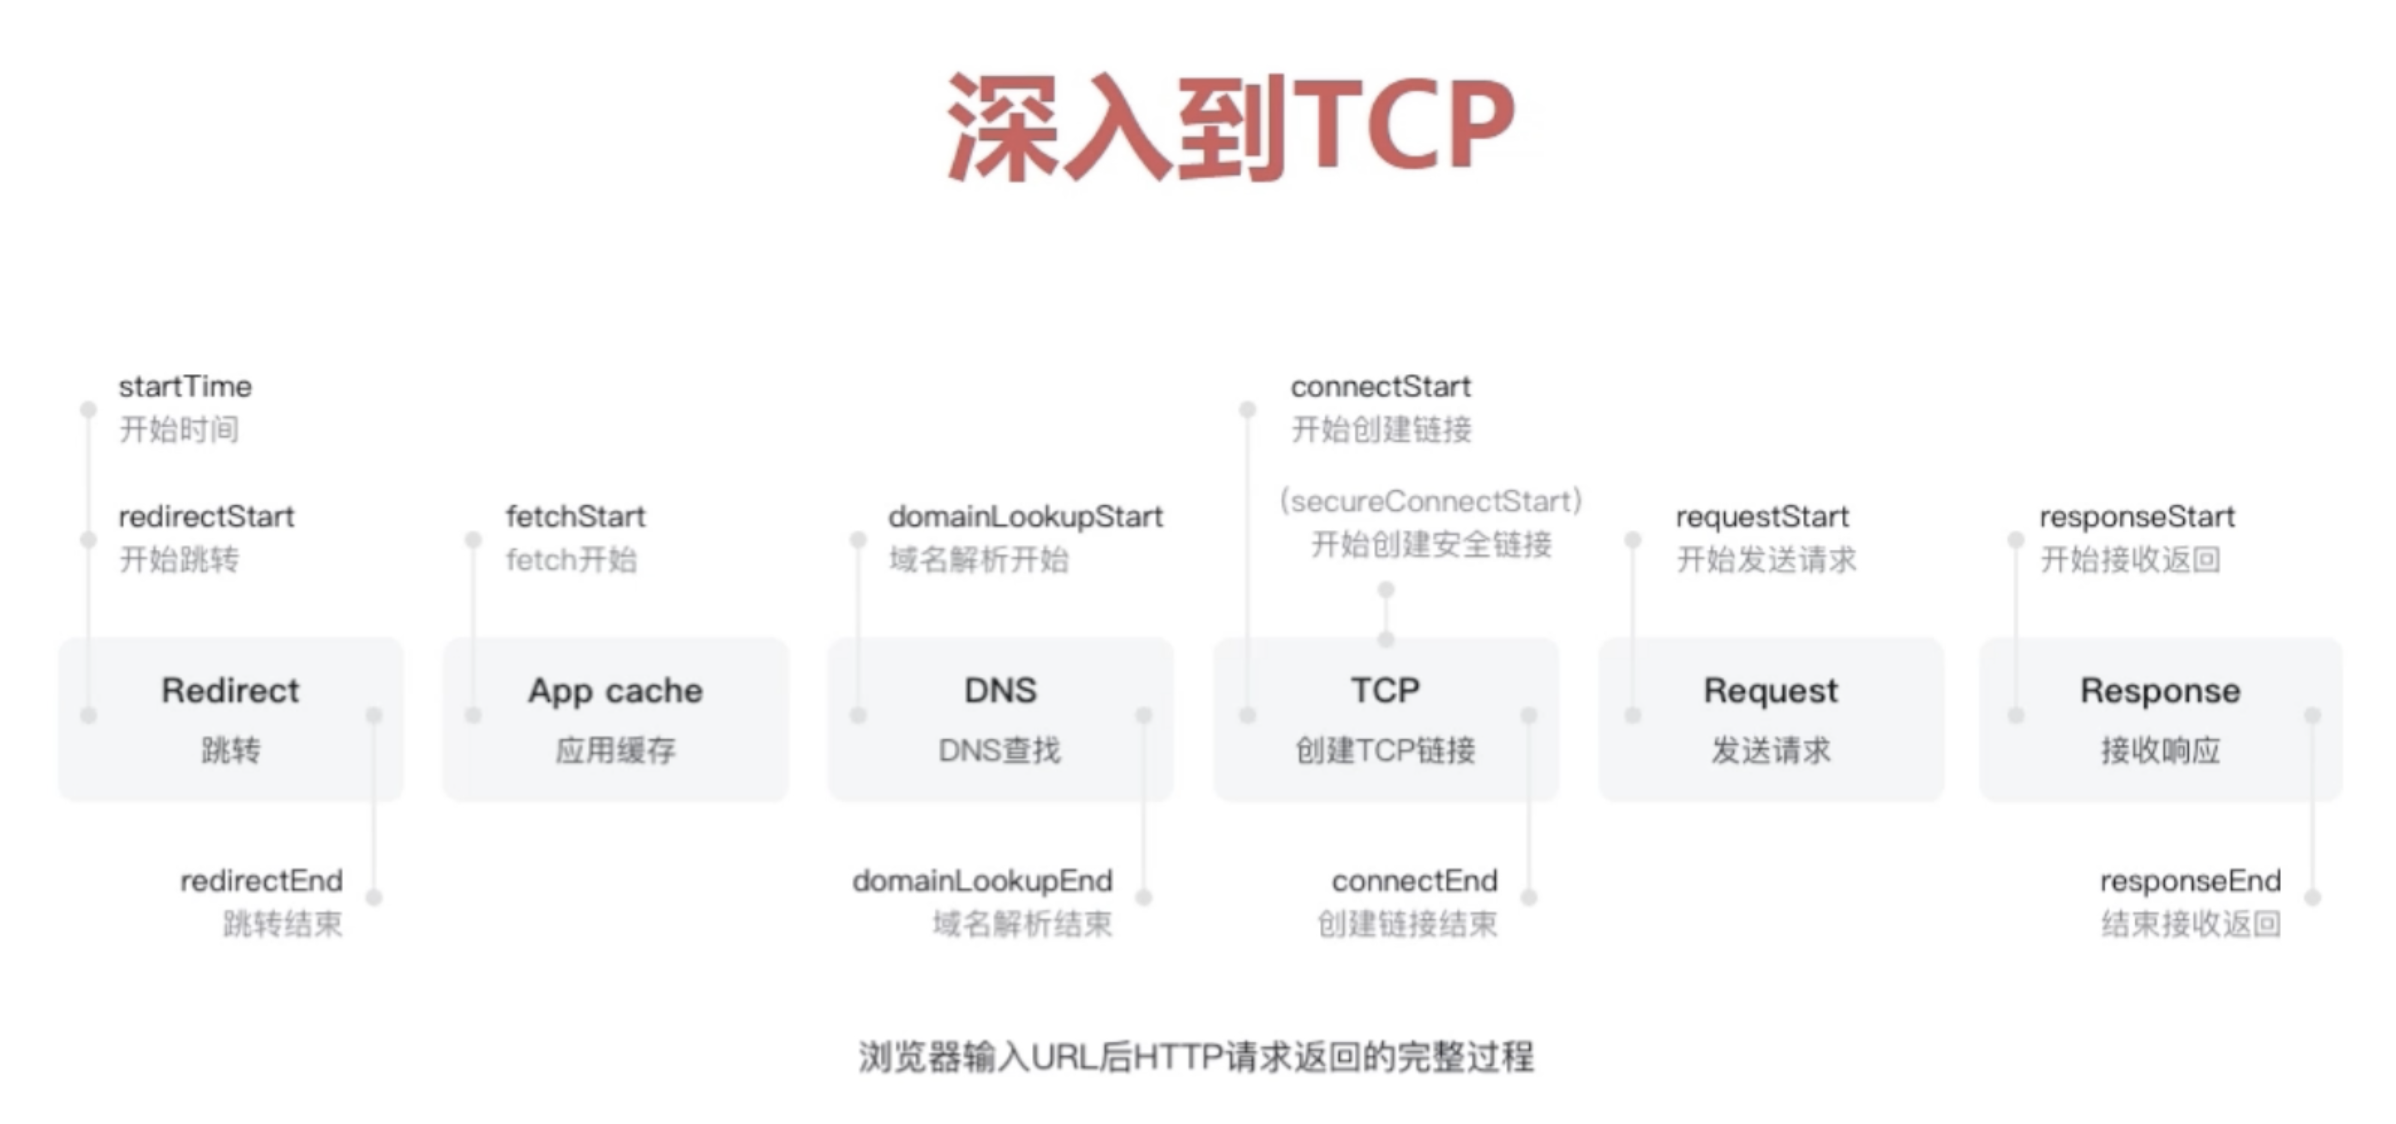 深入到TCP
startTime
开始时间
redirectStart
开始跳转
fetchStart
fetch开始
domainLookupStart
域名解析开始
connectStart
开始创建链接
(secureConnectStart)
开始创建安全链接
requestStart
开始发送请求
responseStart
开始接收返回
Redirect
跳转
App cache
应用缓存
DNS
DNS查找
TCP
创建TCP链接
Request
发送请求
Response
接收响应
redirectEnd
跳转结束
domainLookupEnd
域名解析结束
connectEnd
创建链接结束
responseEnd
结束接收返回
浏览器输入URL后HTTP请求返回的完整过程